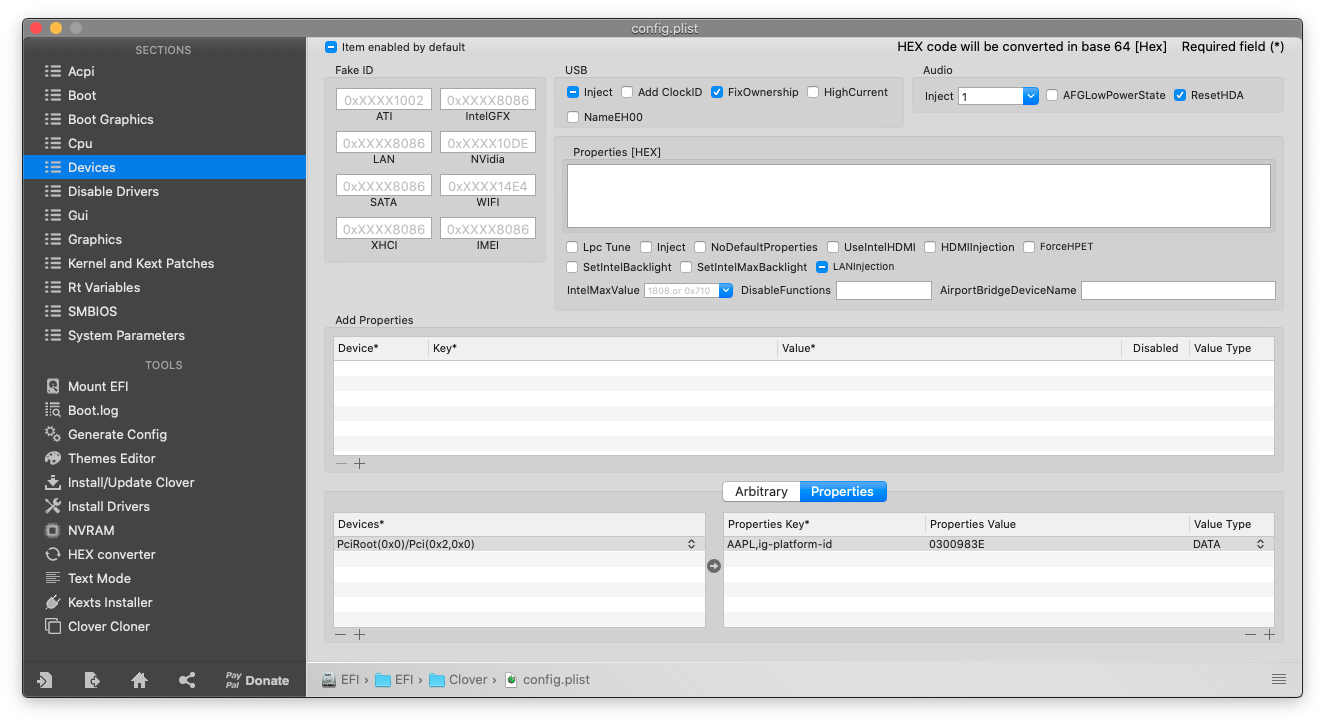 config.plist
SECTIONS
Acpi
Boot
Boot Graphics
Cpu
Devices
Disable Drivers
Gui
Graphics
Kernel and Kext Patches
Rt Variables
SMBIOS
System Parameters
TOOLS
Mount EFI
Boot.log
Generate Config
Themes Editor
Install/Update Clover
Install Drivers
NVRAM
HEX converter
Text Mode
Kexts Installer
Clover Cloner
Pay
Pal Donate
Item enabled by default
HEX code will be converted in base 64 [Hex] Required field (*)
Fake ID
0xXXXX1002 0xXXXX8086
ATI IntelGFX
0xXXXX8086 0xXXXX10DE
LAN NVidia
0xXXXX8086 0xXXXX14E4
SATA WIFI
0xXXXX8086 0xXXXX8086
XHCI IMEI
USB
Inject Add ClockID FixOwnership HighCurrent
NameEH00
Audio
Inject 1 AFGLowPowerState ResetHDA
Properties [HEX]
Lpc Tune Inject NoDefaultProperties UseIntelHDMI HDMIInjection ForceHPET
SetIntelBacklight SetIntelMaxBacklight LANInjection
IntelMaxValue 1808 or 0x710 DisableFunctions AirportBridgeDeviceName
Add Properties
Device* Key* Value* Disabled Value Type
Arbitrary Properties
Devices*
PciRoot(0x0)/Pci(0x2,0x0)
Properties Key* Properties Value Value Type
AAPL,ig-platform-id 0300983E DATA
EFI › EFI › Clover › config.plist